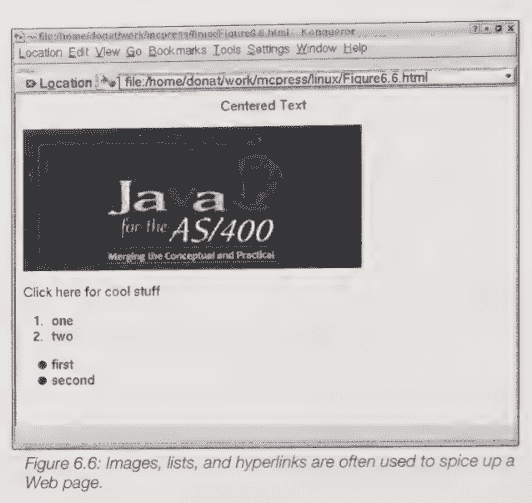 file:/home/donat/work/mcpress/linux/Figure6.6.html - Konqueror
Location Edit View Go Bookmarks Tools Settings Window Help
Location file:/home/donat/work/mcpress/linux/Figure6.6.html
Centered Text
Java
for the AS/400
Merging the Conceptual and Practical
Click here for cool stuff
1. one
2. two
● first
● second
Figure 6.6: Images, lists, and hyperlinks are often used to spice up a
Web page.